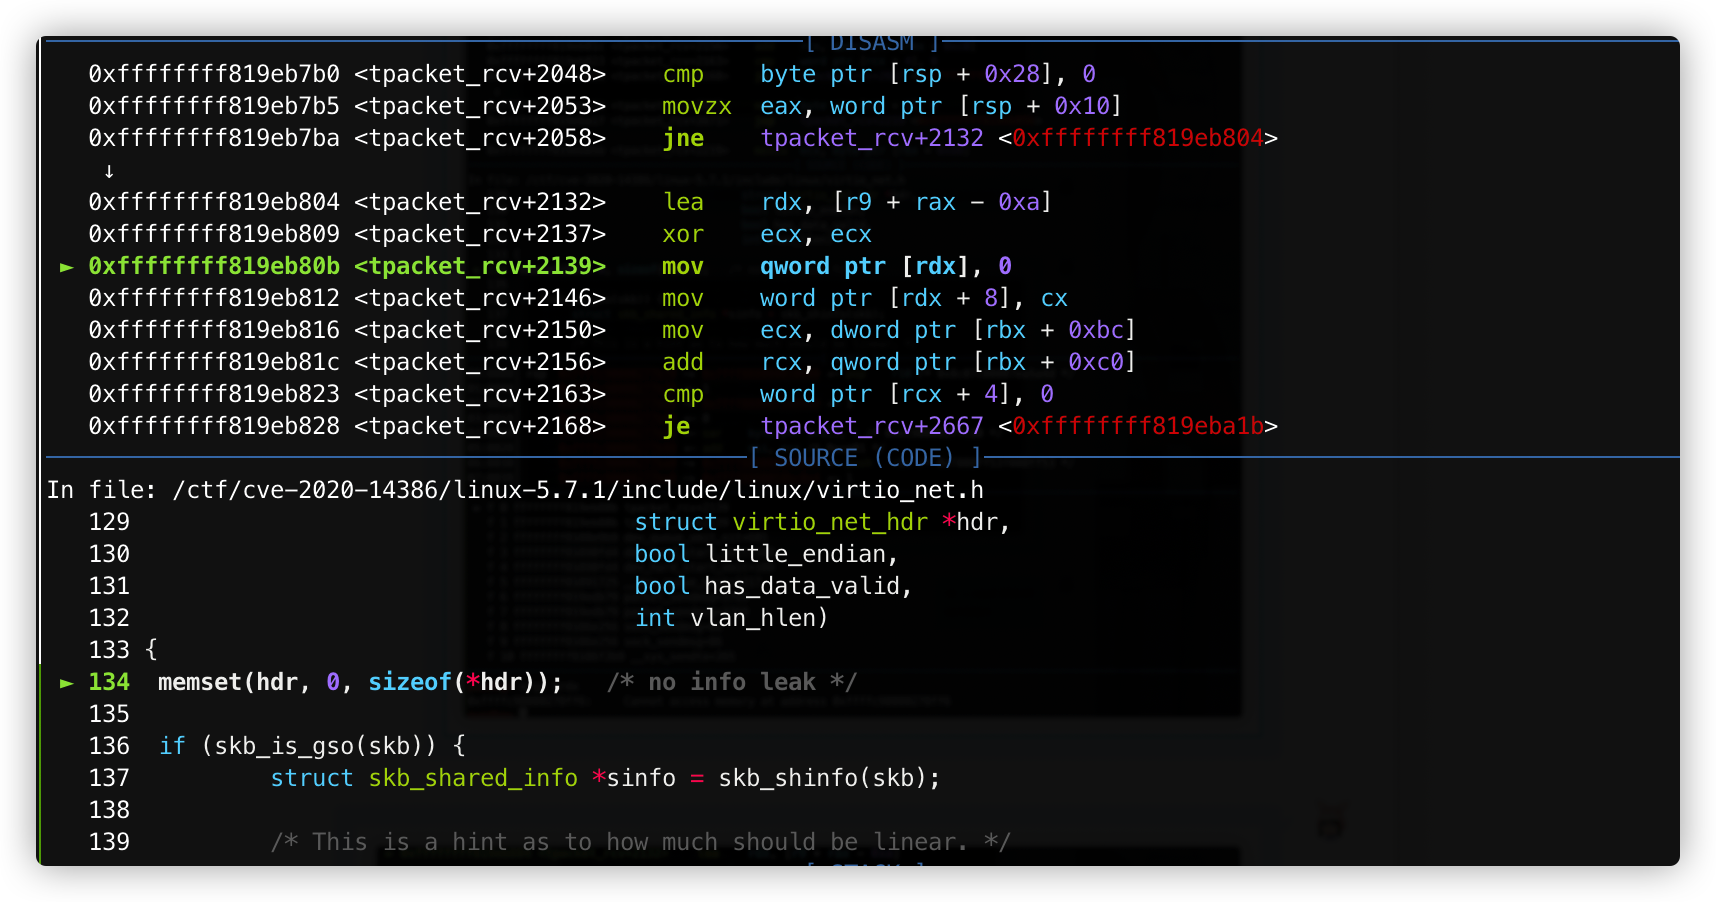 [ DISASM ]
0xffffffff819eb7b0 <tpacket_rcv+2048>    cmp    byte ptr [rsp + 0x28], 0
0xffffffff819eb7b5 <tpacket_rcv+2053>    movzx  eax, word ptr [rsp + 0x10]
0xffffffff819eb7ba <tpacket_rcv+2058>    jne    tpacket_rcv+2132 <0xffffffff819eb804>
↓
0xffffffff819eb804 <tpacket_rcv+2132>    lea    rdx, [r9 + rax - 0xa]
0xffffffff819eb809 <tpacket_rcv+2137>    xor    ecx, ecx
► 0xffffffff819eb80b <tpacket_rcv+2139>    mov    qword ptr [rdx], 0
0xffffffff819eb812 <tpacket_rcv+2146>    mov    word ptr [rdx + 8], cx
0xffffffff819eb816 <tpacket_rcv+2150>    mov    ecx, dword ptr [rbx + 0xbc]
0xffffffff819eb81c <tpacket_rcv+2156>    add    rcx, qword ptr [rbx + 0xc0]
0xffffffff819eb823 <tpacket_rcv+2163>    cmp    word ptr [rcx + 4], 0
0xffffffff819eb828 <tpacket_rcv+2168>    je     tpacket_rcv+2667 <0xffffffff819eba1b>
[ SOURCE (CODE) ]
In file: /ctf/cve-2020-14386/linux-5.7.1/include/linux/virtio_net.h
129 struct virtio_net_hdr *hdr,
130 bool little_endian,
131 bool has_data_valid,
132 int vlan_hlen)
133 {
► 134 memset(hdr, 0, sizeof(*hdr));   /* no info leak */
135
136 if (skb_is_gso(skb)) {
137 struct skb_shared_info *sinfo = skb_shinfo(skb);
138
139 /* This is a hint as to how much should be linear. */